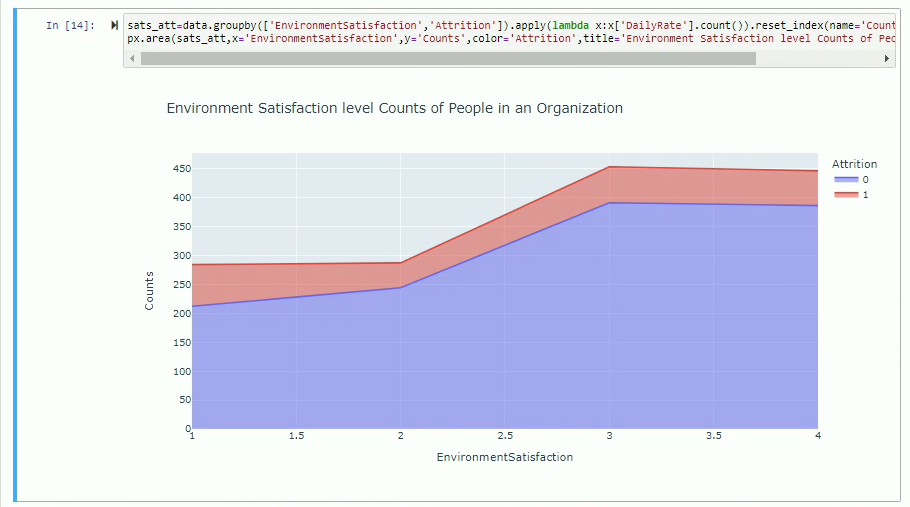 In [14]:
sats_att=data.groupby(['EnvironmentSatisfaction','Attrition']).apply(lambda x:x['DailyRate'].count()).reset_index(name='Count
px.area(sats_att,x='EnvironmentSatisfaction',y='Counts',color='Attrition',title='Environment Satisfaction level Counts of Peo
Environment Satisfaction level Counts of People in an Organization
Attrition
0
1
450
400
350
300
250
200
150
100
50
0
Counts
1 1.5 2 2.5 3 3.5 4
EnvironmentSatisfaction